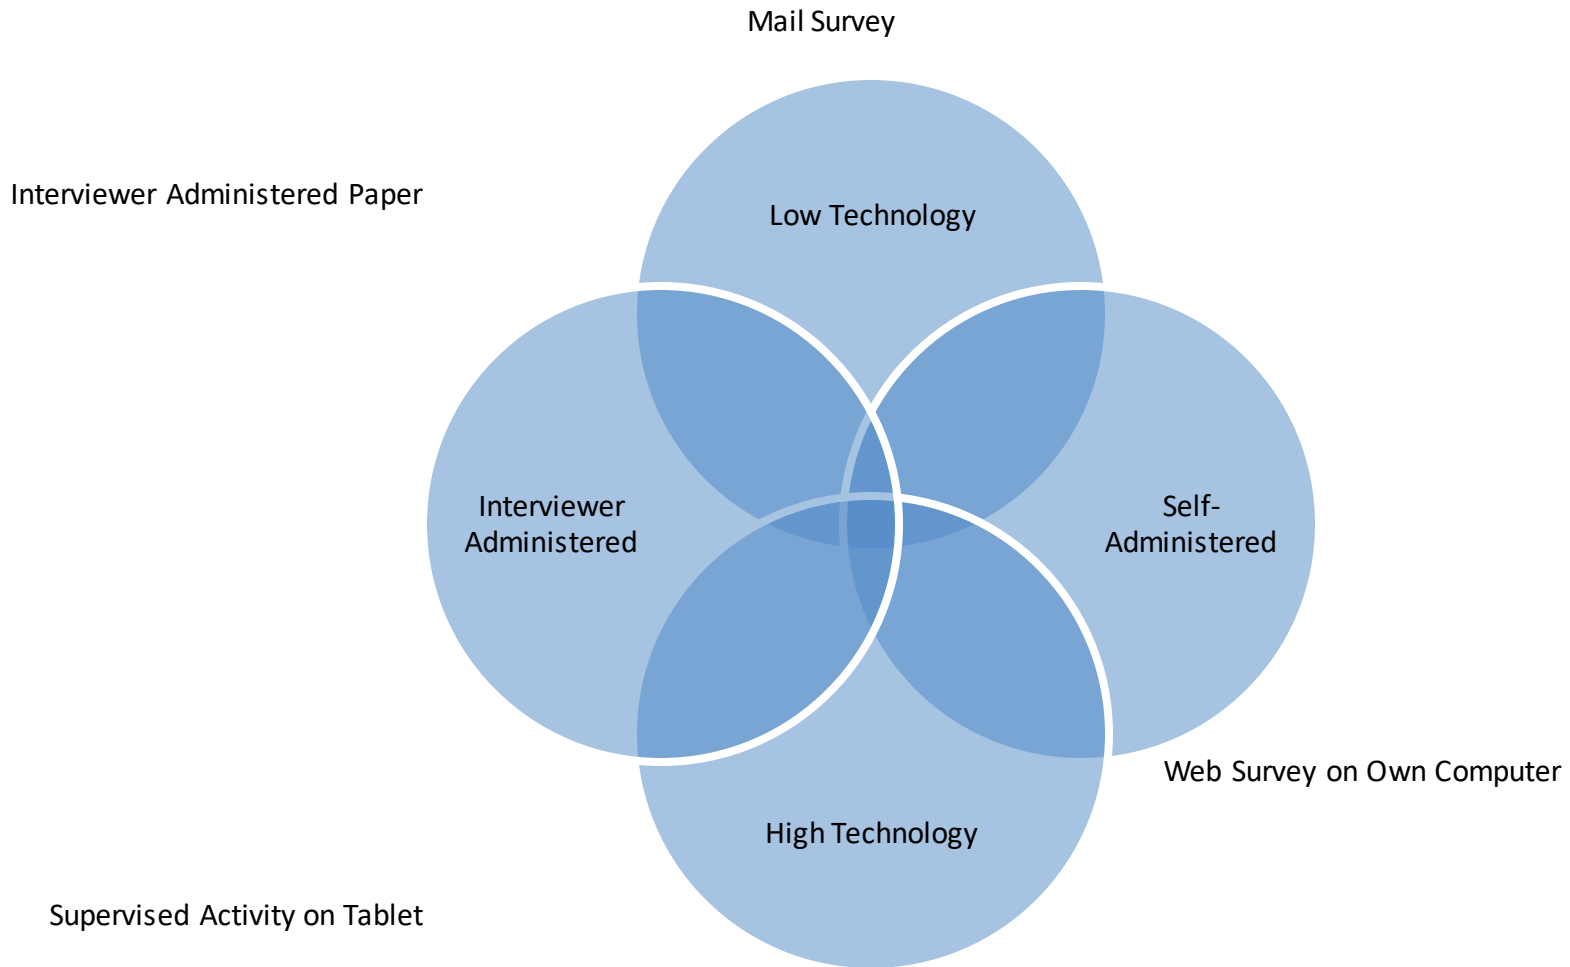 Mail Survey
Interviewer Administered Paper
Low Technology
Interviewer
Administered
Self-
Administered
Web Survey on Own Computer
High Technology
Supervised Activity on Tablet